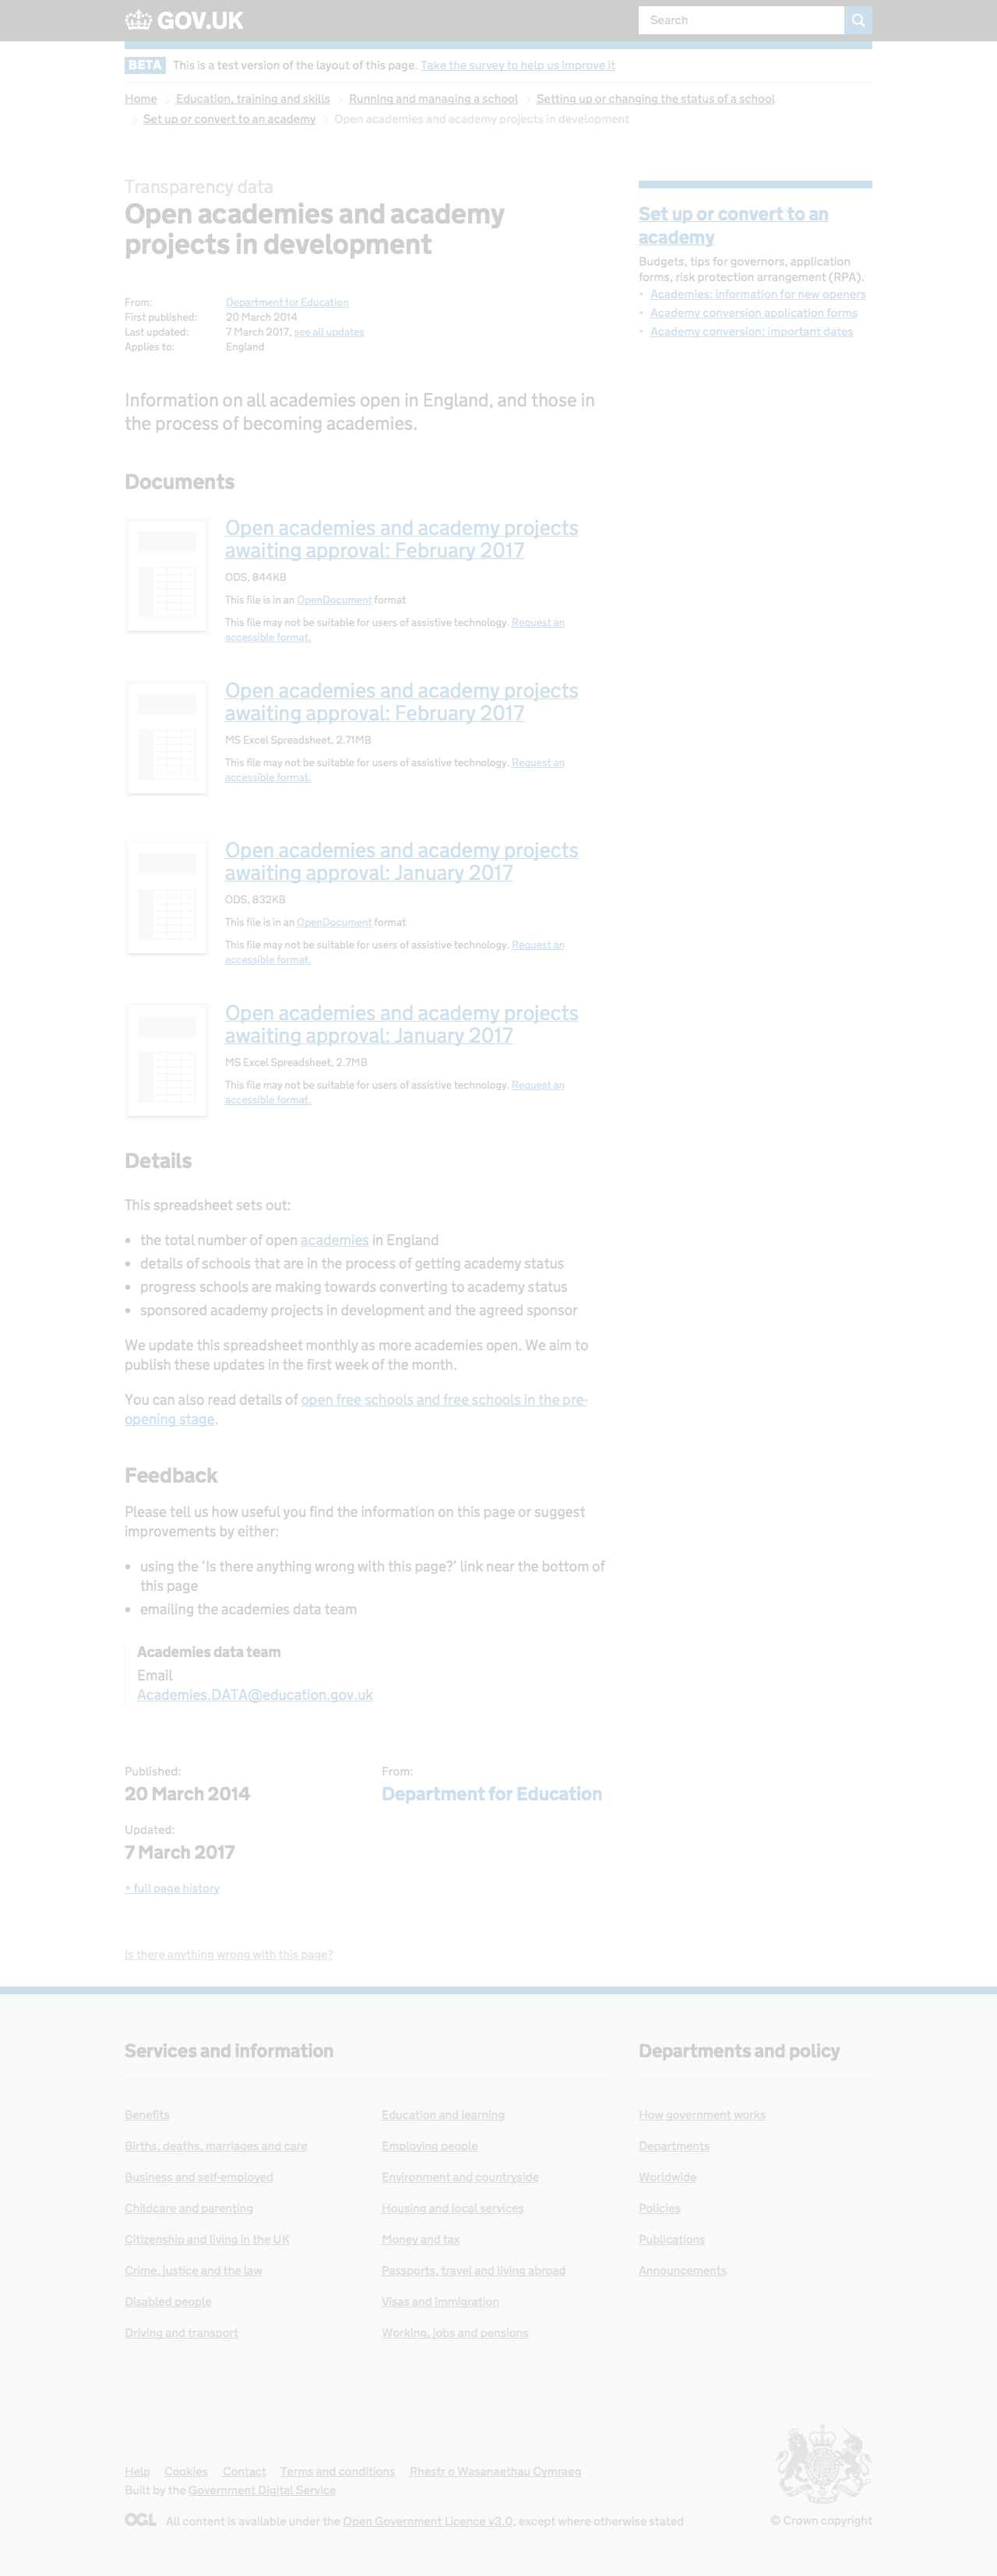 GOV.UK
Search
BETA This is a test version of the layout of this page. Take the survey to help us improve it
Home Education, training and skills Running and managing a school Setting up or changing the status of a school
Set up or convert to an academy Open academies and academy projects in development
Transparency data
Open academies and academy
projects in development
From: Department for Education
First published: 20 March 2014
Last updated: 7 March 2017, see all updates
Applies to: England
Set up or convert to an
academy
Budgets, tips for governors, application
forms, risk protection arrangement (RPA).
• Academies: information for new openers
• Academy conversion application forms
• Academy conversion: important dates
Information on all academies open in England, and those in
the process of becoming academies.
Documents
Open academies and academy projects
awaiting approval: February 2017
ODS, 844KB
This file is in an OpenDocument format
This file may not be suitable for users of assistive technology. Request an
accessible format.
Open academies and academy projects
awaiting approval: February 2017
MS Excel Spreadsheet, 2.71MB
This file may not be suitable for users of assistive technology. Request an
accessible format.
Open academies and academy projects
awaiting approval: January 2017
ODS, 832KB
This file is in an OpenDocument format
This file may not be suitable for users of assistive technology. Request an
accessible format.
Open academies and academy projects
awaiting approval: January 2017
MS Excel Spreadsheet, 2.7MB
This file may not be suitable for users of assistive technology. Request an
accessible format.
Details
This spreadsheet sets out:
• the total number of open academies in England
• details of schools that are in the process of getting academy status
• progress schools are making towards converting to academy status
• sponsored academy projects in development and the agreed sponsor
We update this spreadsheet monthly as more academies open. We aim to
publish these updates in the first week of the month.
You can also read details of open free schools and free schools in the pre-
opening stage.
Feedback
Please tell us how useful you find the information on this page or suggest
improvements by either:
• using the ‘Is there anything wrong with this page?’ link near the bottom of
this page
• emailing the academies data team
Academies data team
Email
Academies.DATA@education.gov.uk
Published:
20 March 2014
Updated:
7 March 2017
+ full page history
From:
Department for Education
Is there anything wrong with this page?
Services and information
Benefits
Births, deaths, marriages and care
Business and self-employed
Childcare and parenting
Citizenship and living in the UK
Crime, justice and the law
Disabled people
Driving and transport
Education and learning
Employing people
Environment and countryside
Housing and local services
Money and tax
Passports, travel and living abroad
Visas and immigration
Working, jobs and pensions
Departments and policy
How government works
Departments
Worldwide
Policies
Publications
Announcements
Help Cookies Contact Terms and conditions Rhestr o Wasanaethau Cymraeg
Built by the Government Digital Service
OGL All content is available under the Open Government Licence v3.0, except where otherwise stated
© Crown copyright